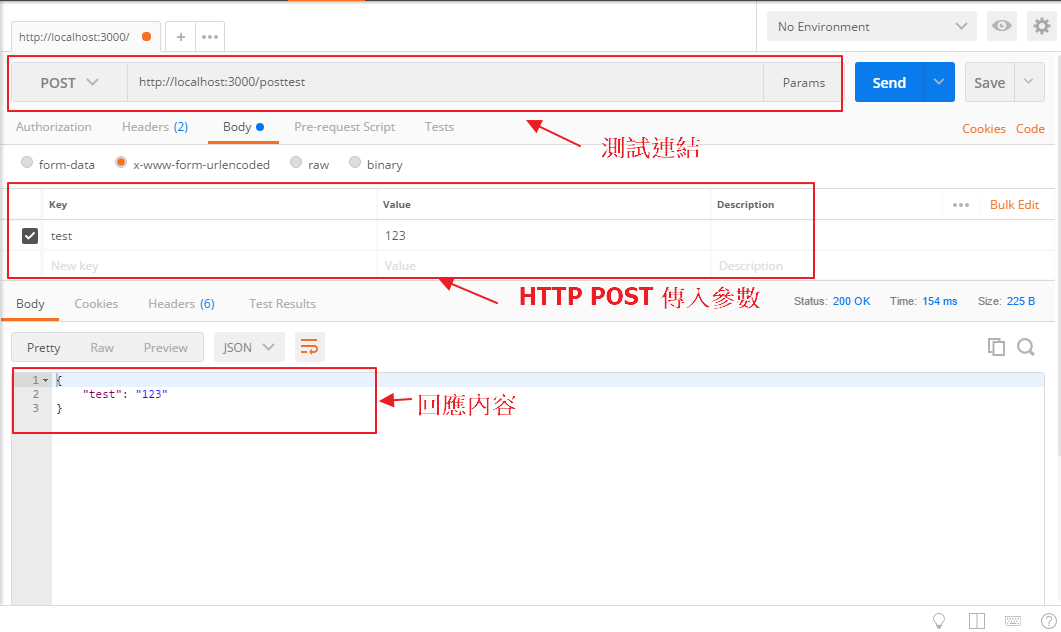 http://localhost:3000/
No Environment
POST http://localhost:3000/posttest Params Send Save
Authorization Headers (2) Body Pre-request Script Tests Cookies Code
測試連結
form-data x-www-form-urlencoded raw binary
Key Value Description Bulk Edit
test 123
New key Value Description
HTTP POST 傳入參數
Body Cookies Headers (6) Test Results Status: 200 OK Time: 154 ms Size: 225 B
Pretty Raw Preview JSON
1 {
2 "test": "123"
3 }
回應內容